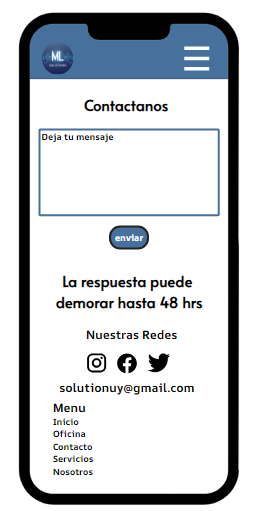 ML
Contactanos
Deja tu mensaje
enviar
La respuesta puede
demorar hasta 48 hrs
Nuestras Redes
solutionuy@gmail.com
Menu
Inicio
Oficina
Contacto
Servicios
Nosotros